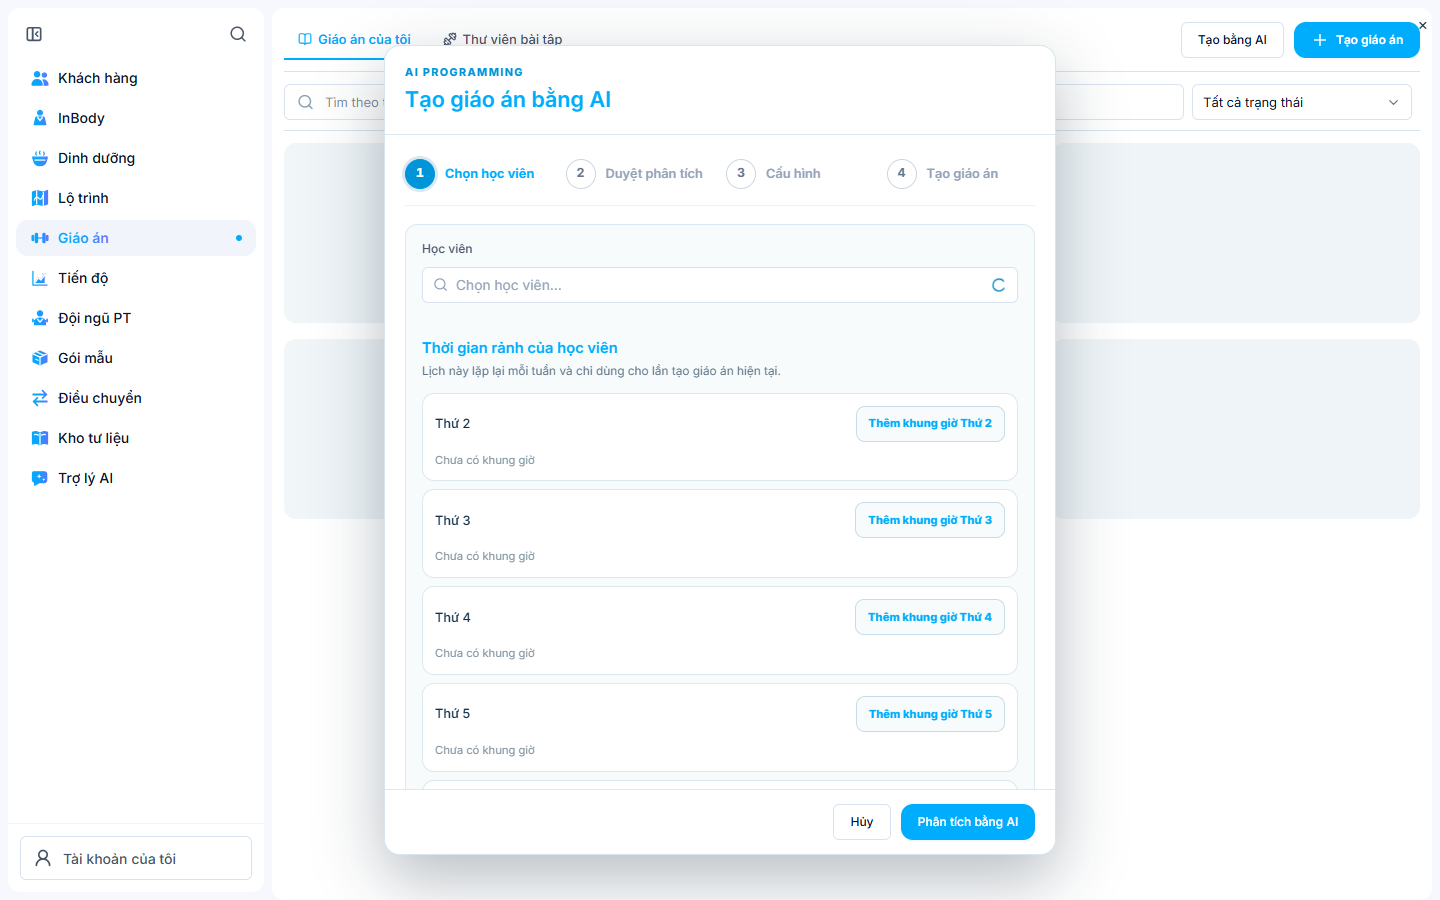 Khách hàng
InBody
Dinh dưỡng
Lộ trình
Giáo án
Tiến độ
Đội ngũ PT
Gói mẫu
Điều chuyển
Kho tư liệu
Trợ lý AI
Tài khoản của tôi
Giáo án của tôi
Thư viện bài tập
Tạo bằng AI
Tạo giáo án
Tìm theo
Tất cả trạng thái
AI PROGRAMMING
Tạo giáo án bằng AI
1 Chọn học viên
2 Duyệt phân tích
3 Cấu hình
4 Tạo giáo án
Học viên
Chọn học viên...
Thời gian rảnh của học viên
Lịch này lặp lại mỗi tuần và chỉ dùng cho lần tạo giáo án hiện tại.
Thứ 2
Thêm khung giờ Thứ 2
Chưa có khung giờ
Thứ 3
Thêm khung giờ Thứ 3
Chưa có khung giờ
Thứ 4
Thêm khung giờ Thứ 4
Chưa có khung giờ
Thứ 5
Thêm khung giờ Thứ 5
Chưa có khung giờ
Hủy
Phân tích bằng AI